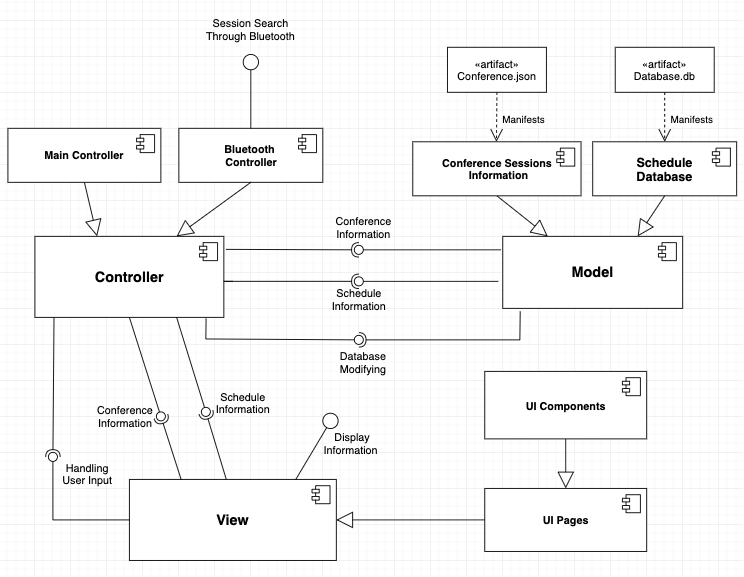 Session Search
Through Bluetooth
«artifact»
Conference.json
«artifact»
Database.db
Manifests
Manifests
Main Controller
Bluetooth
Controller
Conference Sessions
Information
Schedule
Database
Conference
Information
Controller
Model
Schedule
Information
Database
Modifying
Conference
Information
Schedule
Information
Display
Information
UI Components
Handling
User Input
View
UI Pages